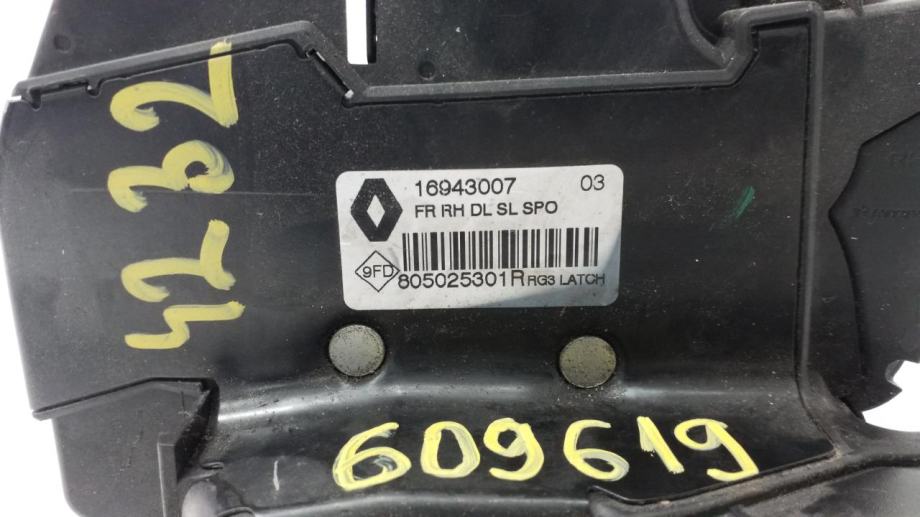 4232
16943007 03
FR RH DL SL SPO
9FD
805025301R RG3 LATCH
609619